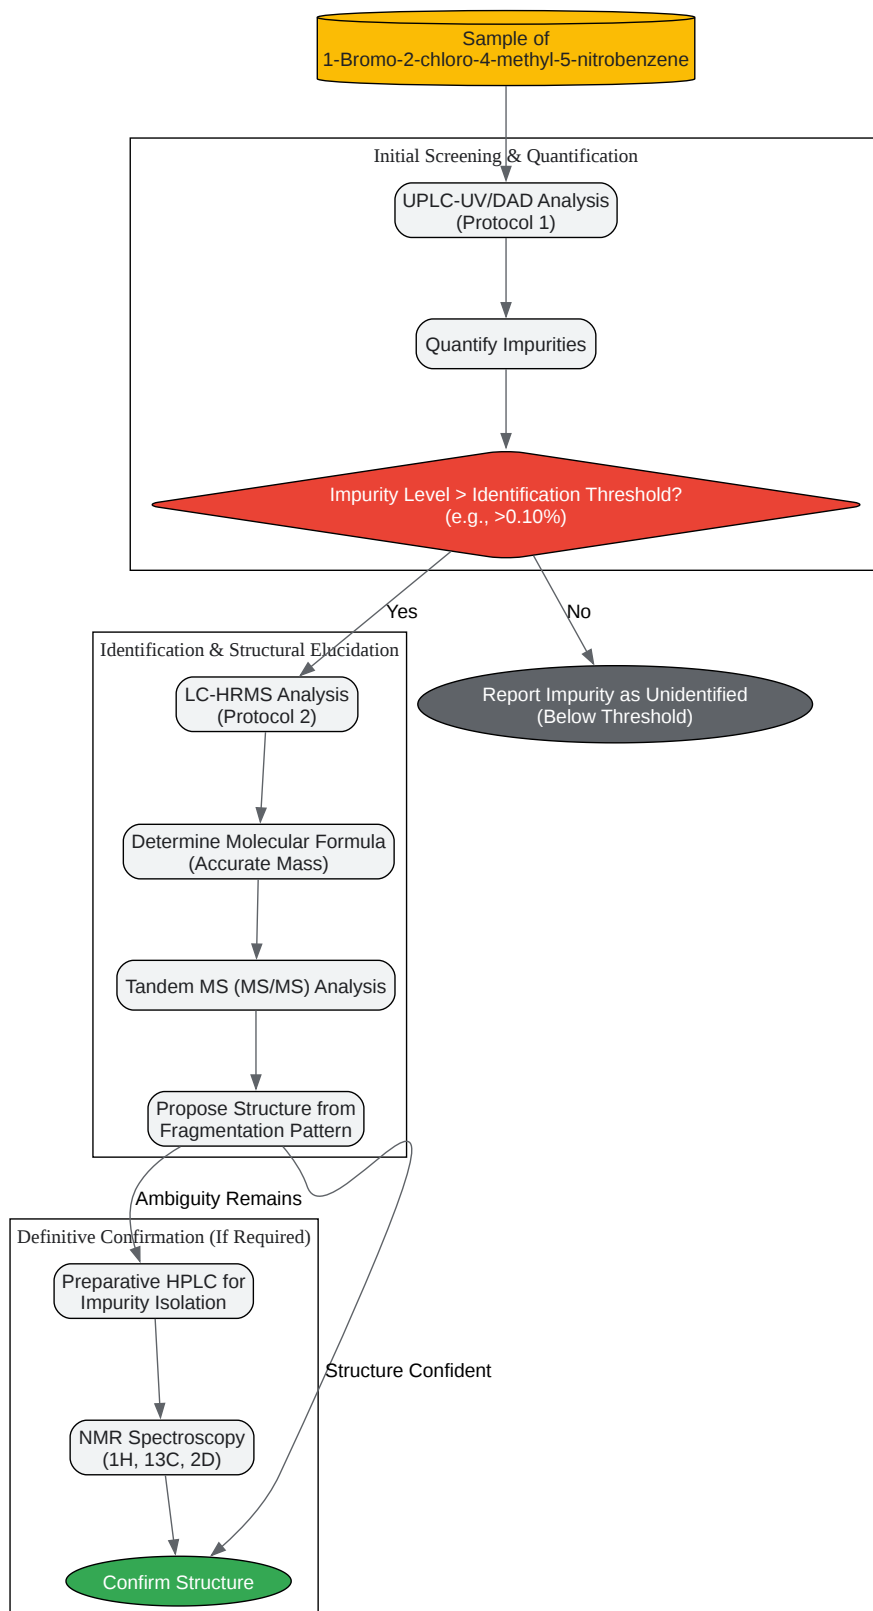 Sample of
1-Bromo-2-chloro-4-methyl-5-nitrobenzene
Initial Screening & Quantification
UPLC-UV/DAD Analysis
(Protocol 1)
Quantify Impurities
Impurity Level > Identification Threshold?
(e.g., >0.10%)
Yes
No
Identification & Structural Elucidation
LC-HRMS Analysis
(Protocol 2)
Report Impurity as Unidentified
(Below Threshold)
Determine Molecular Formula
(Accurate Mass)
Tandem MS (MS/MS) Analysis
Propose Structure from
Fragmentation Pattern
Ambiguity Remains
Definitive Confirmation (If Required)
Preparative HPLC for
Impurity Isolation
Structure Confident
NMR Spectroscopy
(1H, 13C, 2D)
Confirm Structure